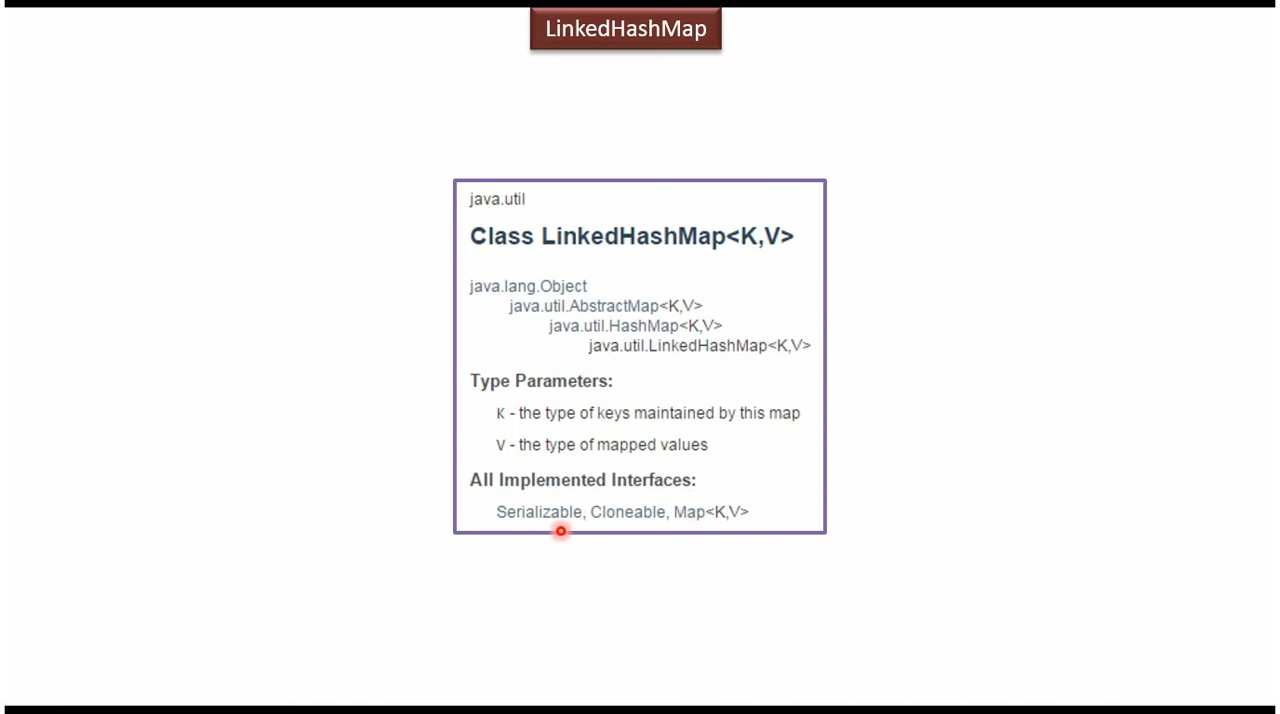 LinkedHashMap
java.util
Class LinkedHashMap<K,V>
java.lang.Object
java.util.AbstractMap<K,V>
java.util.HashMap<K,V>
java.util.LinkedHashMap<K,V>
Type Parameters:
K - the type of keys maintained by this map
V - the type of mapped values
All Implemented Interfaces:
Serializable, Cloneable, Map<K,V>